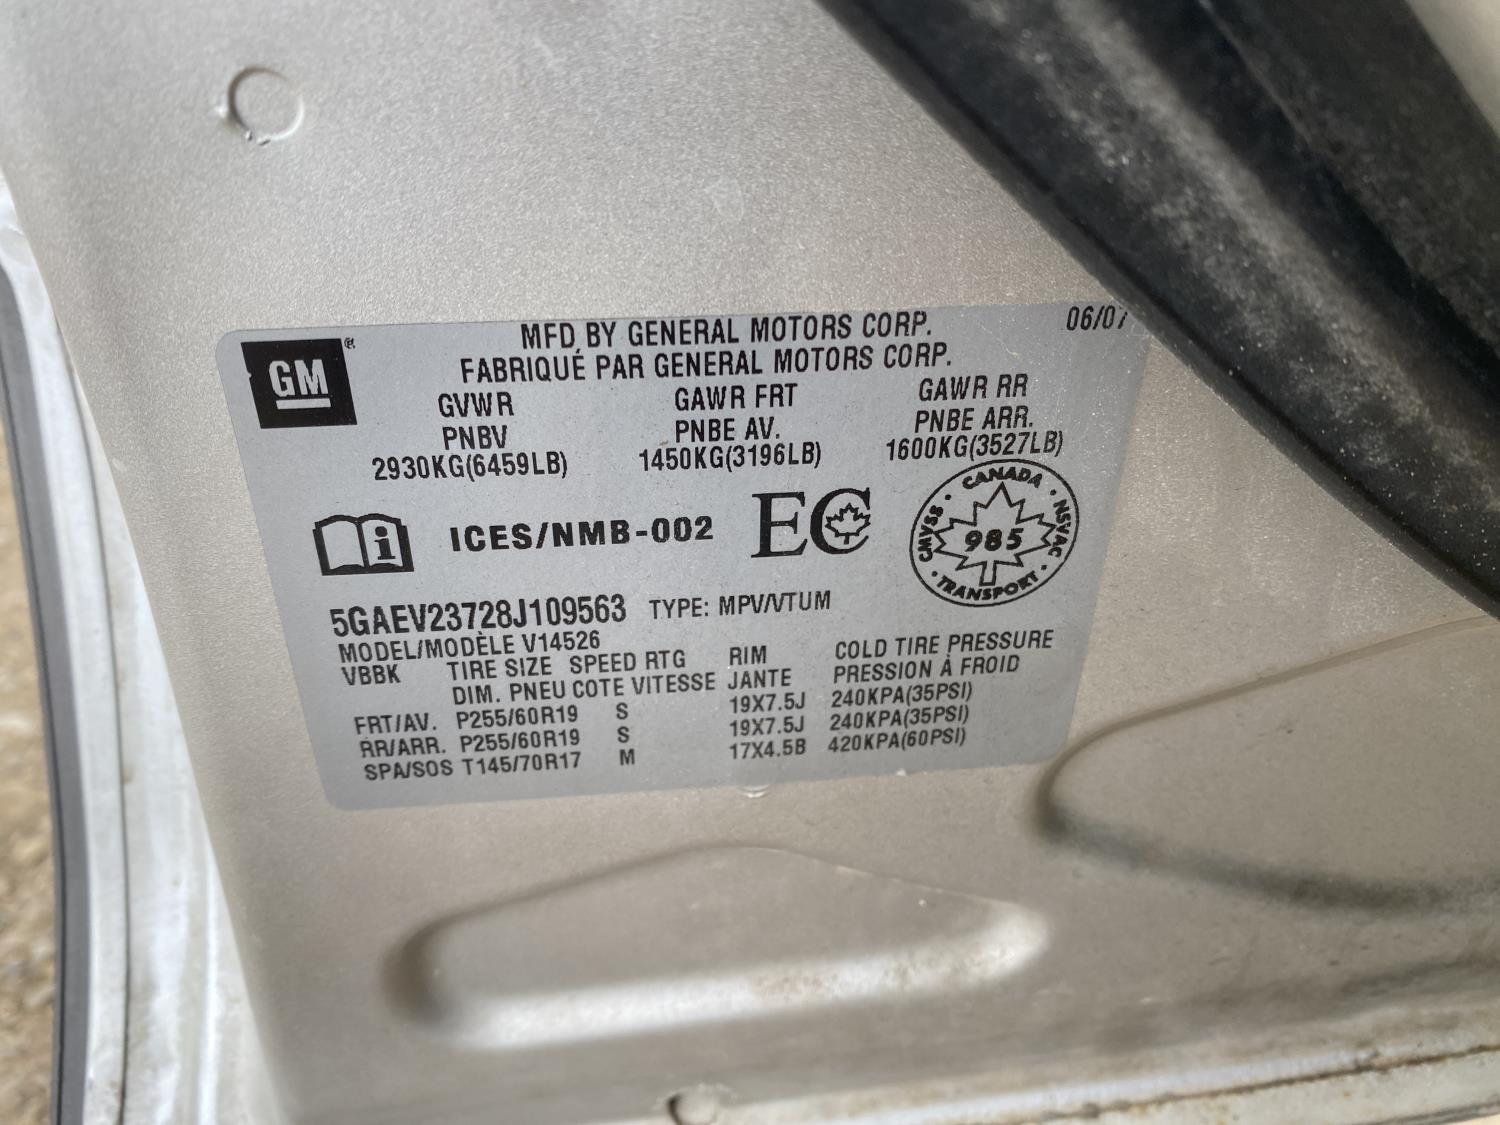 MFD BY GENERAL MOTORS CORP. 06/07
FABRIQUÉ PAR GENERAL MOTORS CORP.
GM ®
GVWR GAWR FRT GAWR RR
PNBV PNBE AV. PNBE ARR.
2930KG(6459LB) 1450KG(3196LB) 1600KG(3527LB)
i ICES/NMB-002 EC CANADA CMVSS 985 NSVAC TRANSPORT
5GAEV23728J109563 TYPE: MPV/VTUM
MODEL/MODÈLE V14526
VBBK TIRE SIZE SPEED RTG RIM COLD TIRE PRESSURE
DIM. PNEU COTE VITESSE JANTE PRESSION À FROID
FRT/AV. P255/60R19 S 19X7.5J 240KPA(35PSI)
RR/ARR. P255/60R19 S 19X7.5J 240KPA(35PSI)
SPA/SOS T145/70R17 M 17X4.5B 420KPA(60PSI)